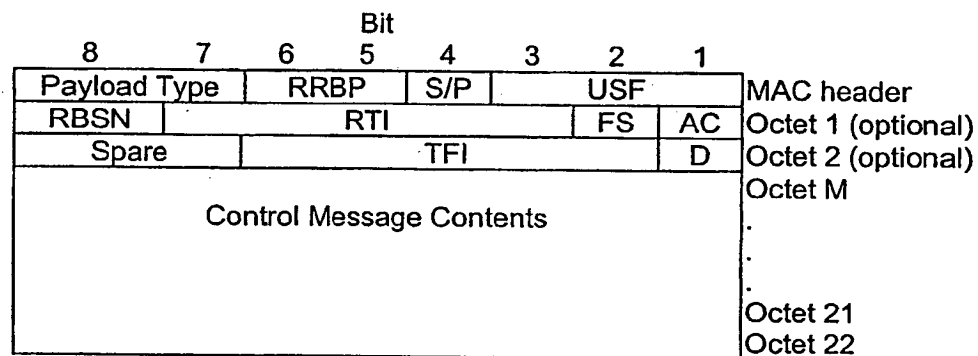 Bit
8 7 6 5 4 3 2 1
Payload Type RRBP S/P USF MAC header
RBSN RTI FS AC Octet 1 (optional)
Spare TFI D Octet 2 (optional)
Octet M
Control Message Contents
.
.
.
Octet 21
Octet 22